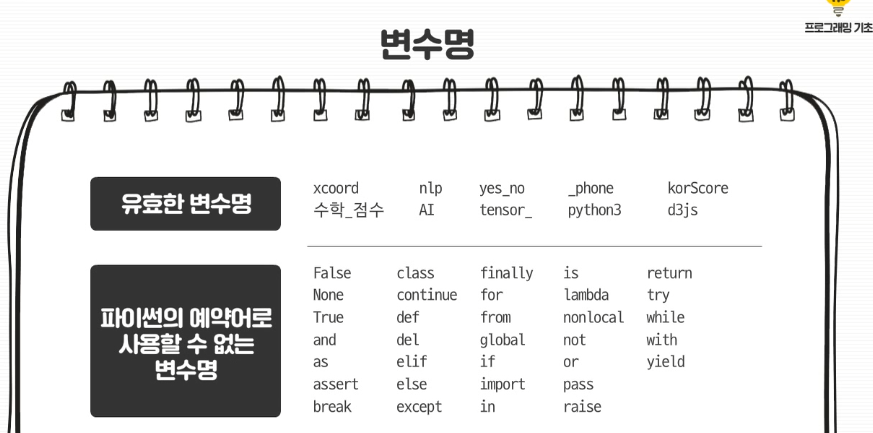 프로그래밍 기초
변수명
유효한 변수명
xcoord nlp yes_no _phone korScore
수학_점수 AI tensor_ python3 d3js
파이썬의 예약어로
사용할 수 없는
변수명
False class finally is return
None continue for lambda try
True def from nonlocal while
and del global not with
as elif if or yield
assert else import pass
break except in raise